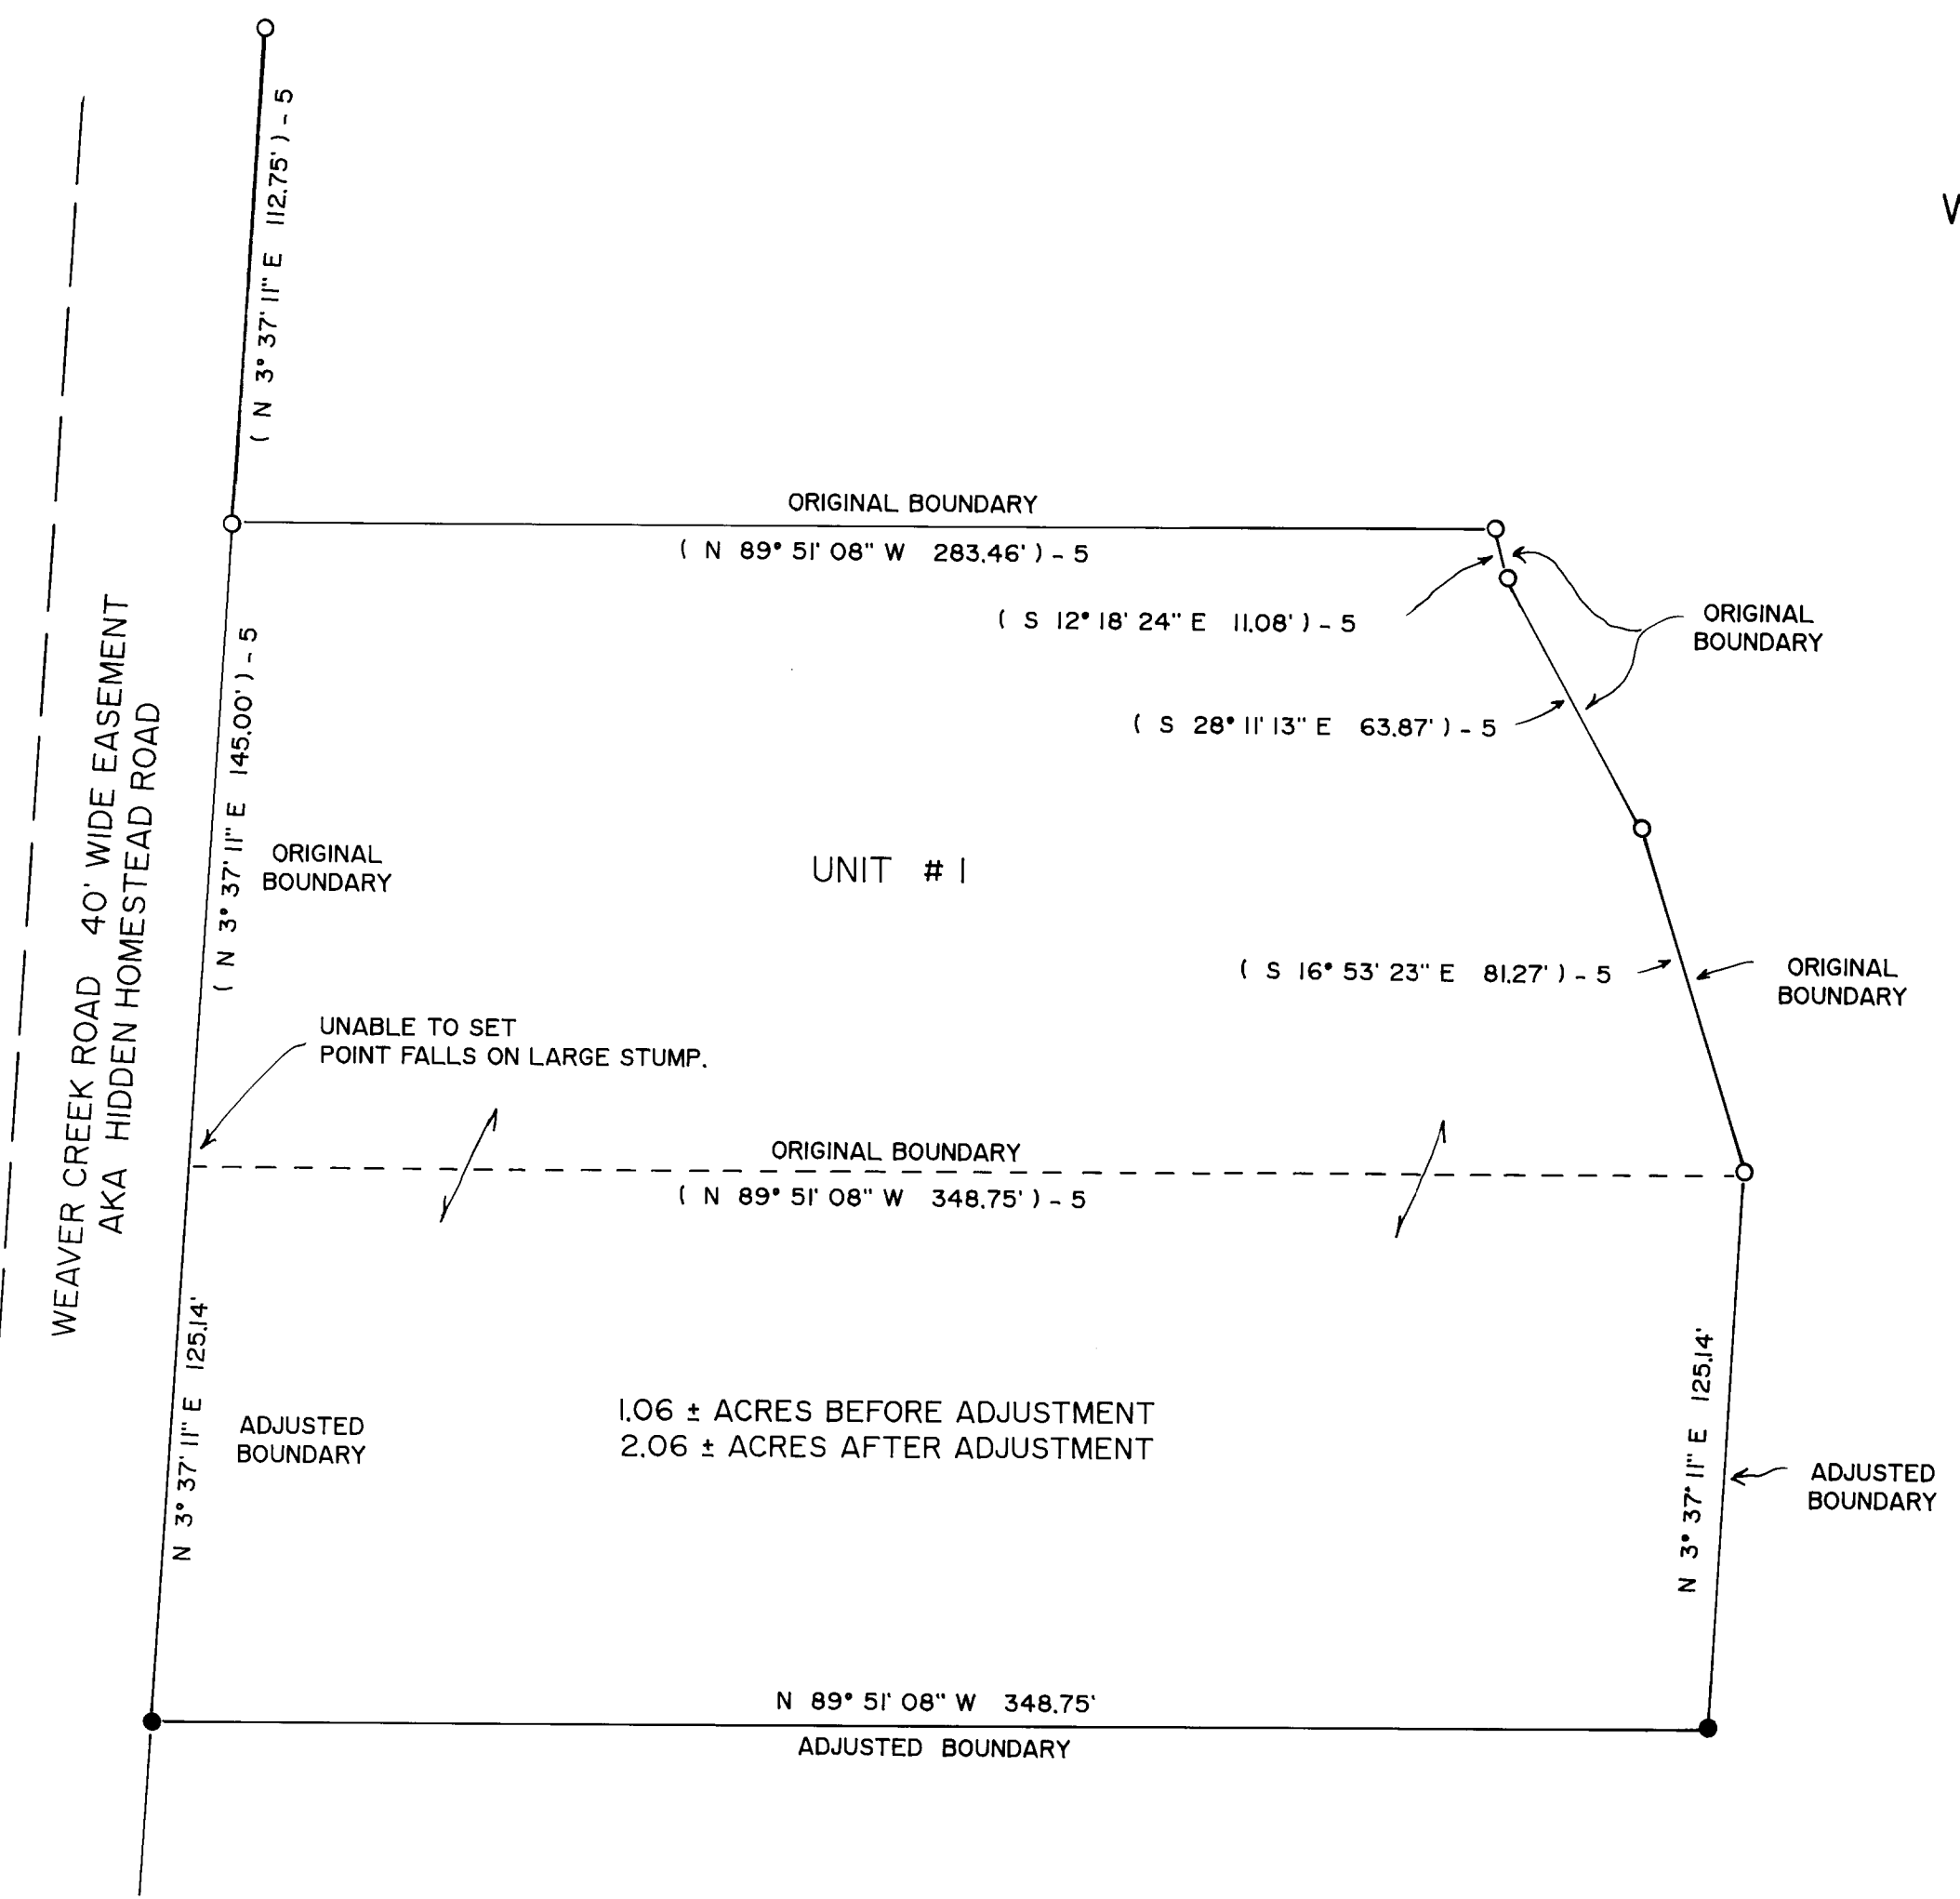 ( N 3° 37' 11" E 112.75' ) - 5
V
ORIGINAL BOUNDARY
( N 89° 51' 08" W 283.46' ) - 5
( S 12° 18' 24" E 11.08' ) - 5
ORIGINAL
BOUNDARY
( S 28° 11' 13" E 63.87' ) - 5
( N 3° 37' 11" E 145.00' ) - 5
WEAVER CREEK ROAD 40' WIDE EASEMENT
AKA HIDDEN HOMESTEAD ROAD
ORIGINAL
BOUNDARY
UNIT # 1
( S 16° 53' 23" E 81.27' ) - 5
ORIGINAL
BOUNDARY
UNABLE TO SET
POINT FALLS ON LARGE STUMP.
ORIGINAL BOUNDARY
( N 89° 51' 08" W 348.75' ) - 5
N 3° 37' 11" E 125.14'
ADJUSTED
BOUNDARY
1.06 ± ACRES BEFORE ADJUSTMENT
2.06 ± ACRES AFTER ADJUSTMENT
N 3° 37' 11" E 125.14'
ADJUSTED
BOUNDARY
N 89° 51' 08" W 348.75'
ADJUSTED BOUNDARY